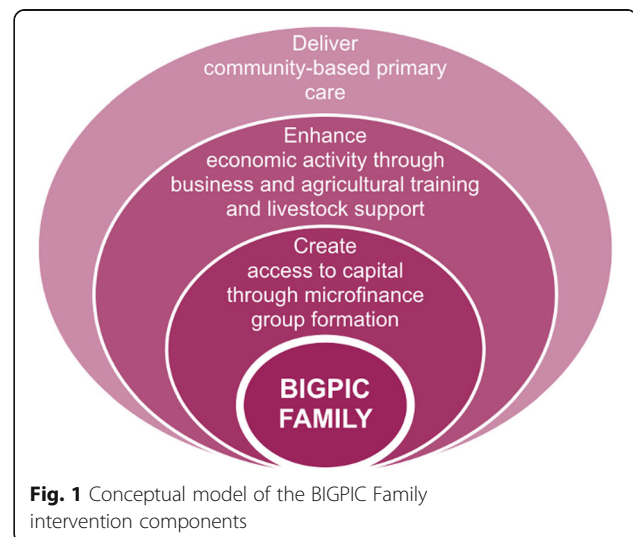 Deliver
community-based primary
care
Enhance
economic activity through
business and agricultural training
and livestock support
Create
access to capital
through microfinance
group formation
BIGPIC
FAMILY
Fig. 1 Conceptual model of the BIGPIC Family
intervention components